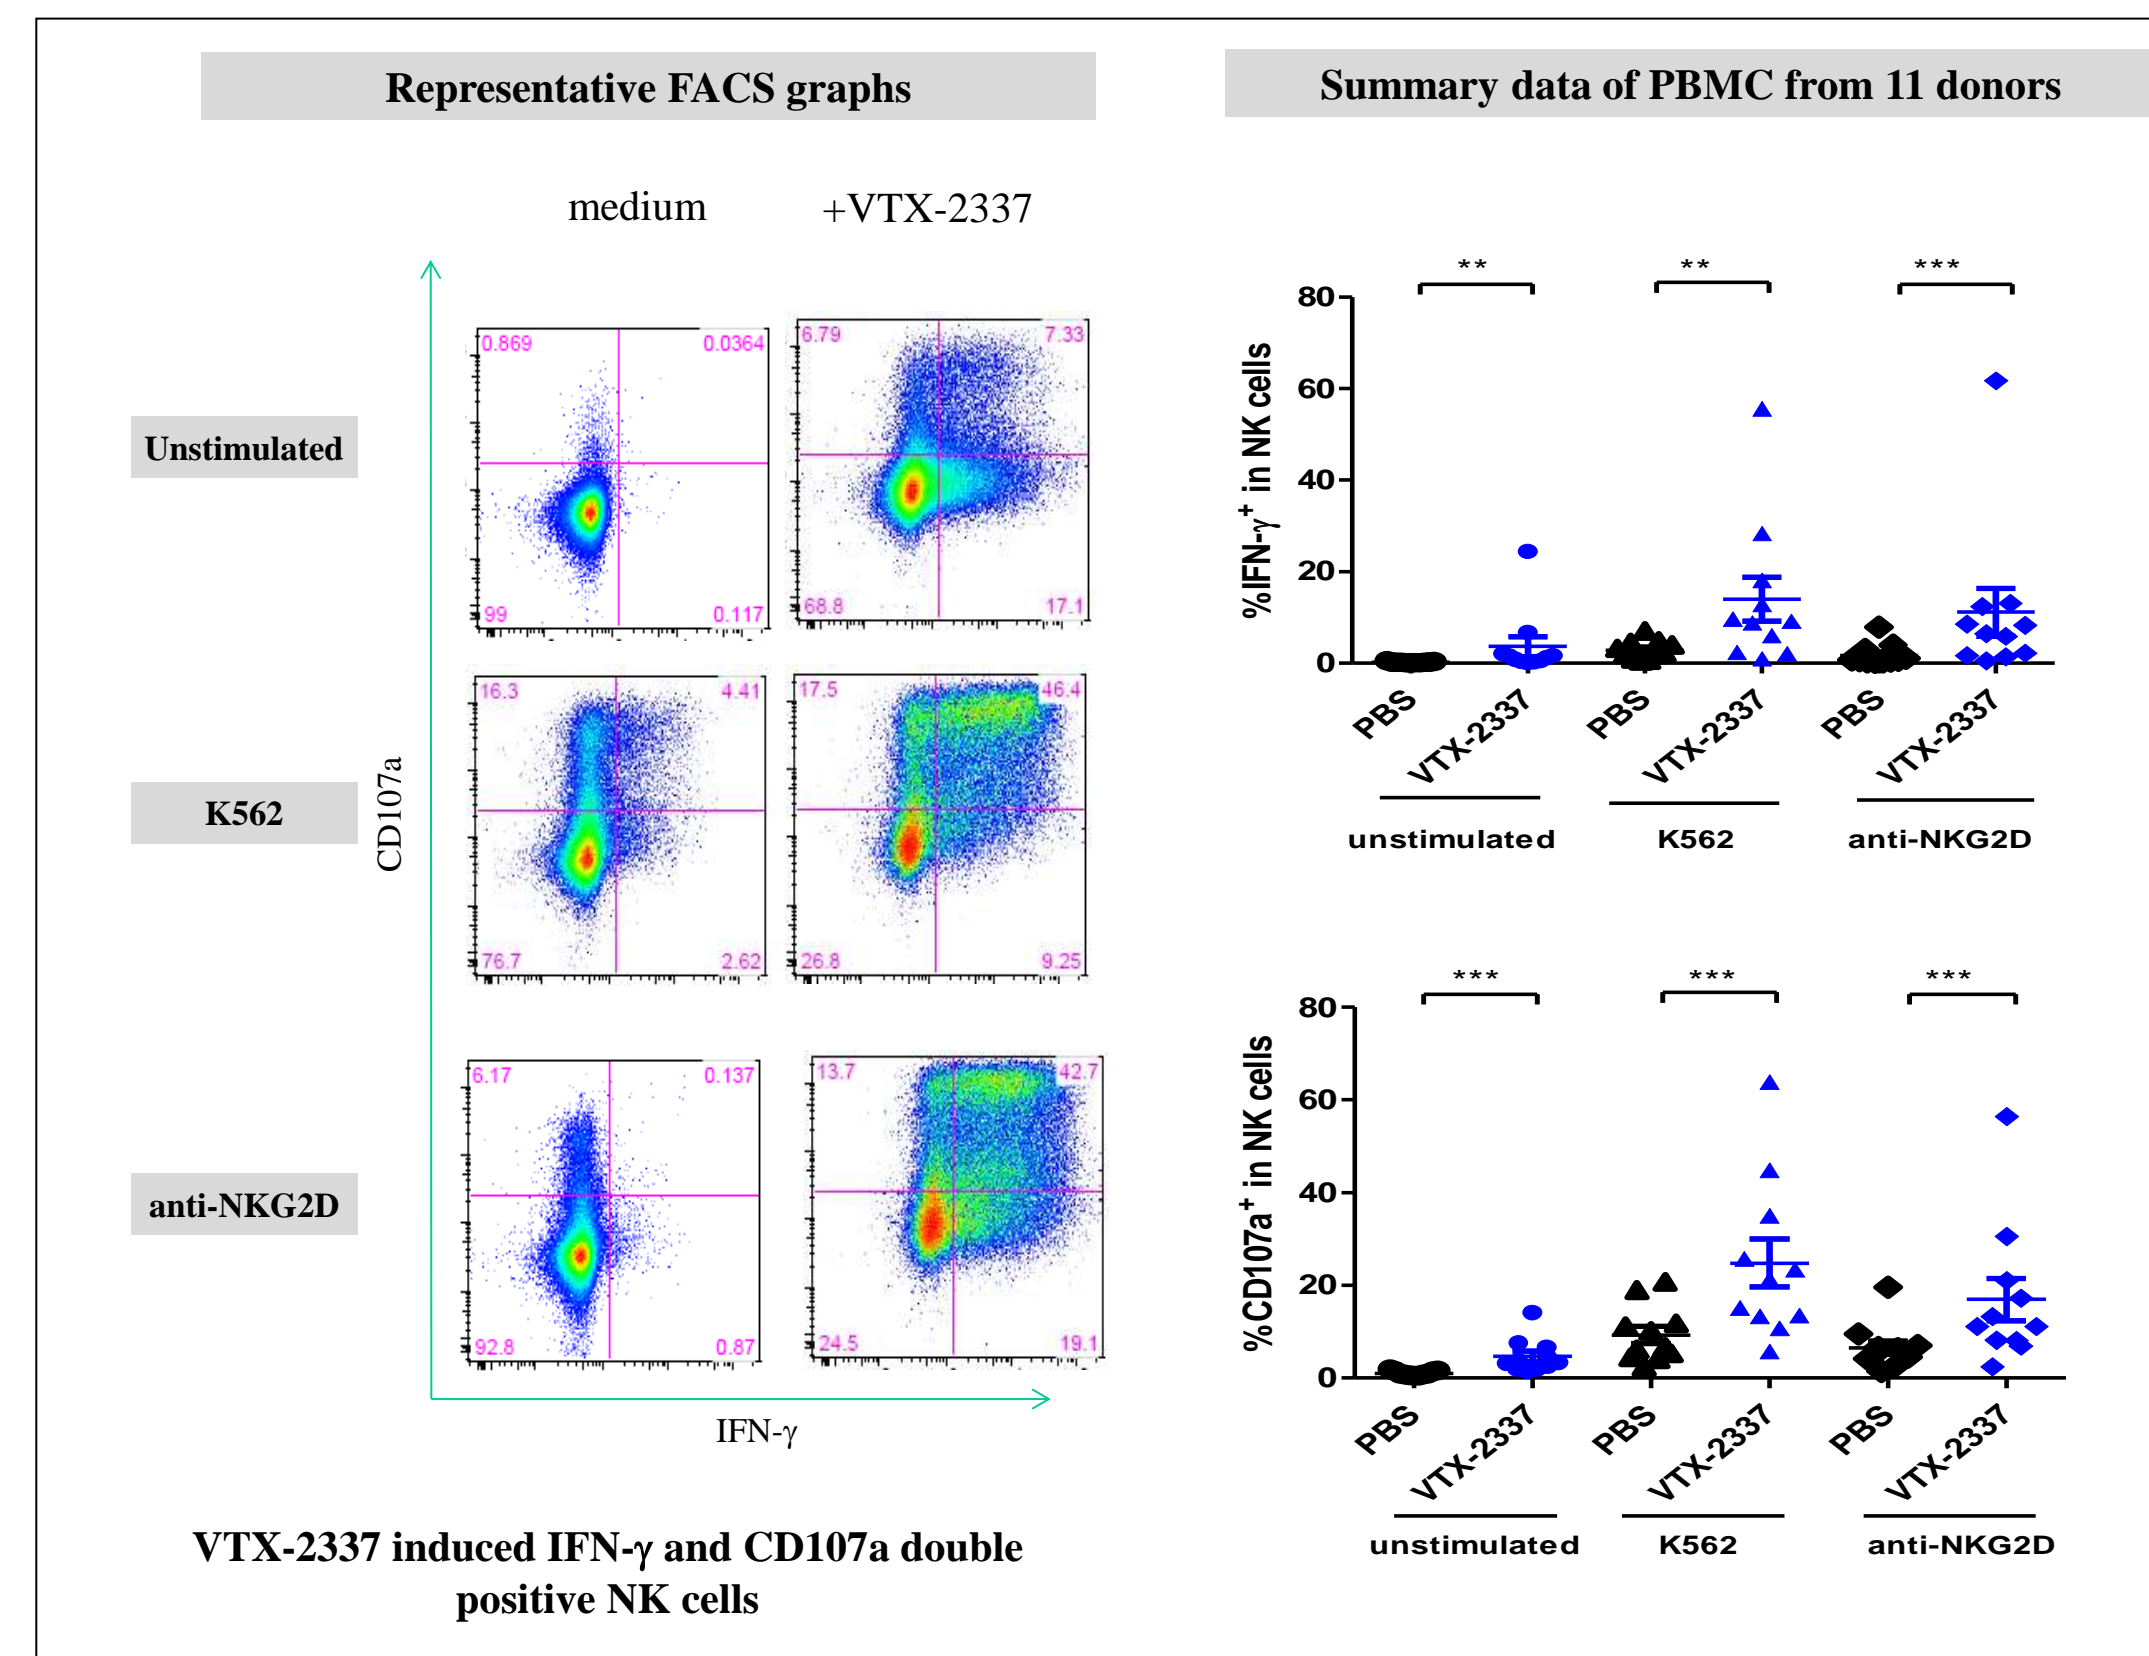 Representative FACS graphs
medium +VTX-2337
Unstimulated
K562
anti-NKG2D
CD107a
0.869 0.0364
99 0.117
6.79 7.33
68.8 17.1
16.3 4.41
76.7 2.62
17.5 46.4
26.8 9.25
6.17 0.137
92.8 0.87
13.7 42.7
24.5 19.1
IFN-γ
VTX-2337 induced IFN-γ and CD107a double
positive NK cells
Summary data of PBMC from 11 donors
** ** ***
%IFN-γ+ in NK cells
80
60
40
20
0
PBS VTX-2337 PBS VTX-2337 PBS VTX-2337
unstimulated K562 anti-NKG2D
*** *** ***
%CD107a+ in NK cells
80
60
40
20
0
PBS VTX-2337 PBS VTX-2337 PBS VTX-2337
unstimulated K562 anti-NKG2D